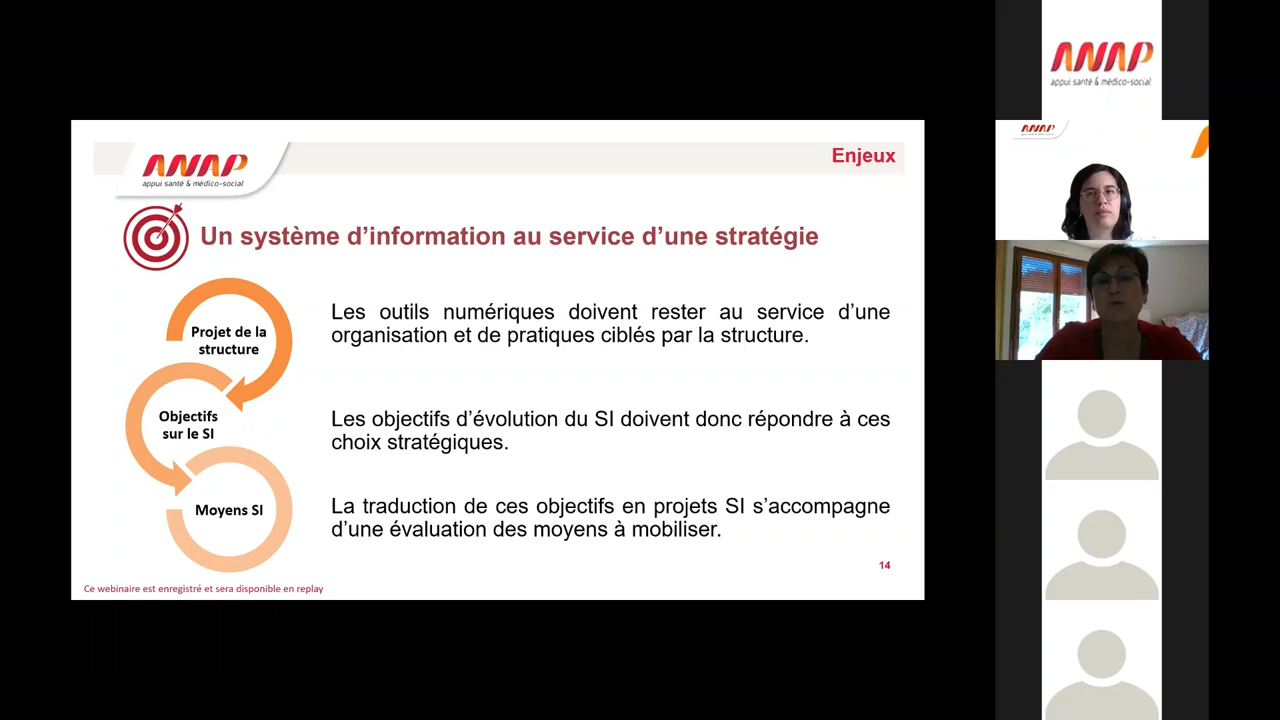 ANAP
appui santé & médico-social
Enjeux
Un système d’information au service d’une stratégie
Projet de la
structure
Les outils numériques doivent rester au service d’une
organisation et de pratiques ciblés par la structure.
Objectifs
sur le SI
Les objectifs d’évolution du SI doivent donc répondre à ces
choix stratégiques.
Moyens SI
La traduction de ces objectifs en projets SI s’accompagne
d’une évaluation des moyens à mobiliser.
14
Ce webinaire est enregistré et sera disponible en replay
ANAP
appui santé & médico-social
ANAP